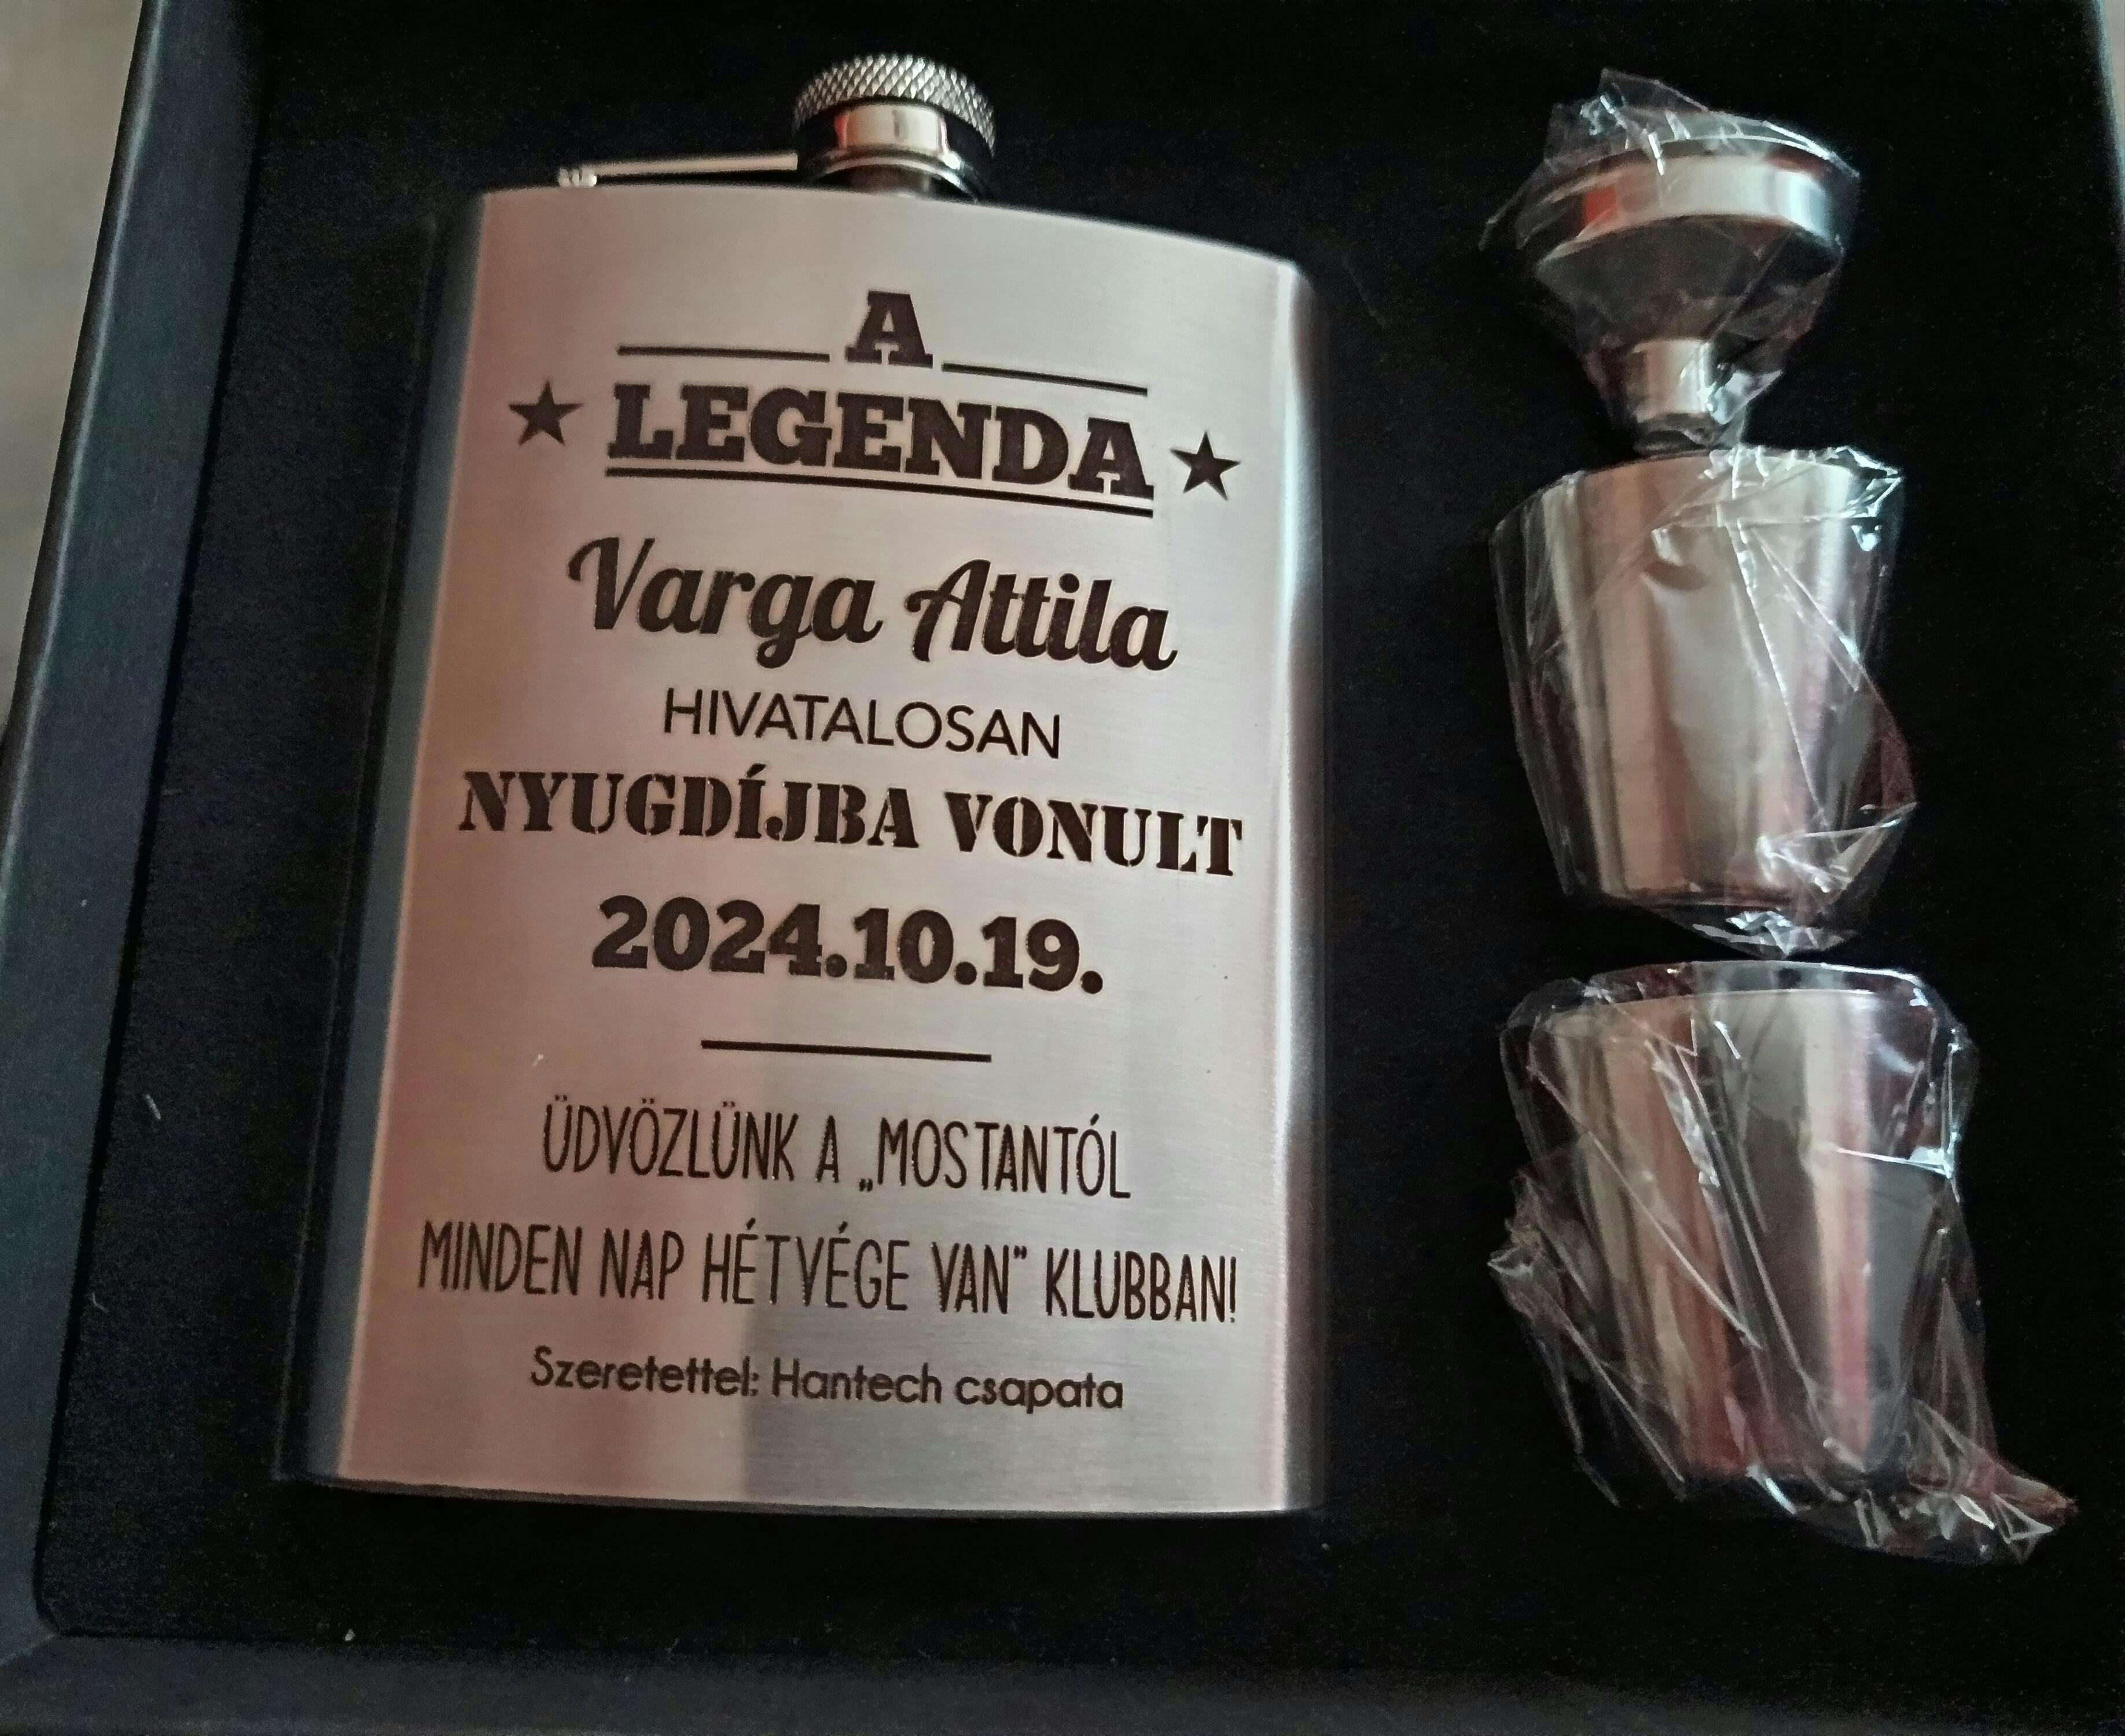 A
LEGENDA
Varga Attila
HIVATALOSAN
NYUGDÍJBA VONULT
2024.10.19.
ÜDVÖZLÜNK A „MOSTANTÓL
MINDEN NAP HÉTVÉGE VAN” KLUBBAN!
Szeretettel: Hantech csapata